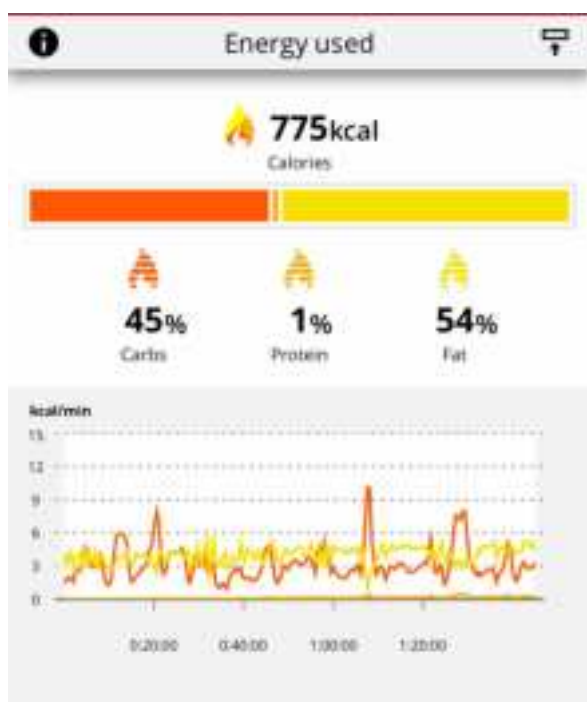 Energy used
775kcal
Calories
45% 1% 54%
Carbs Protein Fat
kcal/min
15
12
9
6
3
0
0:20:00 0:40:00 1:00:00 1:20:00